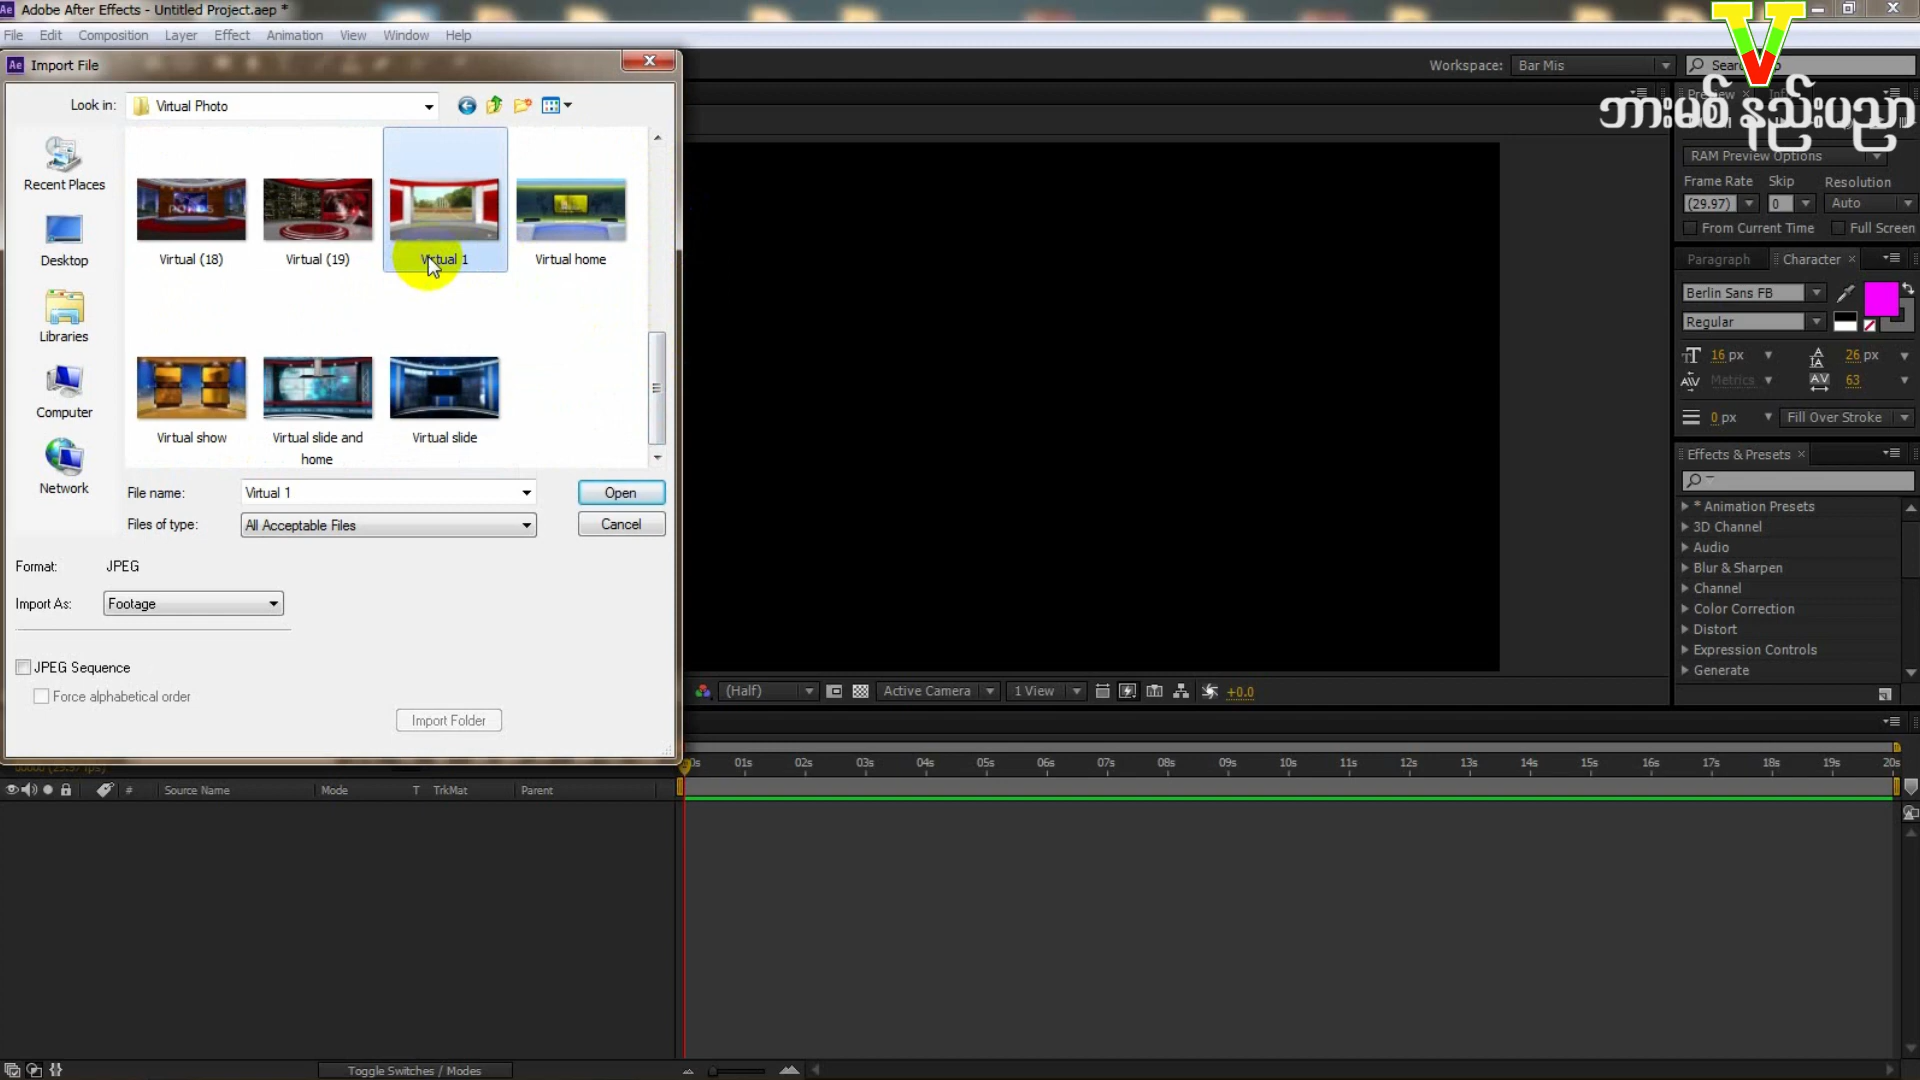 Adobe After Effects - Untitled Project.aep *
File Edit Composition Layer Effect Animation View Window Help
Import File
Workspace: Bar Mis
V
ဘားမစ် နည်းပညာ
Look in: Virtual Photo
Recent Places
Desktop
Libraries
Computer
Network
Virtual (18)
Virtual (19)
Virtual 1
Virtual home
Virtual show
Virtual slide and home
Virtual slide
File name: Virtual 1
Open
Files of type: All Acceptable Files
Cancel
Format: JPEG
Import As: Footage
JPEG Sequence
Force alphabetical order
Import Folder
Preview
RAM Preview Options
Frame Rate Skip Resolution
(29.97) 0 Auto
From Current Time Full Screen
Paragraph Character
Berlin Sans FB
Regular
16 px 26 px
Metrics 63
0 px Fill Over Stroke
Effects & Presets
* Animation Presets
3D Channel
Audio
Blur & Sharpen
Channel
Color Correction
Distort
Expression Controls
Generate
(Half) Active Camera 1 View +0.0
01s 02s 03s 04s 05s 06s 07s 08s 09s 10s 11s 12s 13s 14s 15s 16s 17s 18s 19s 20s
# Source Name Mode T TrkMat Parent
Toggle Switches / Modes